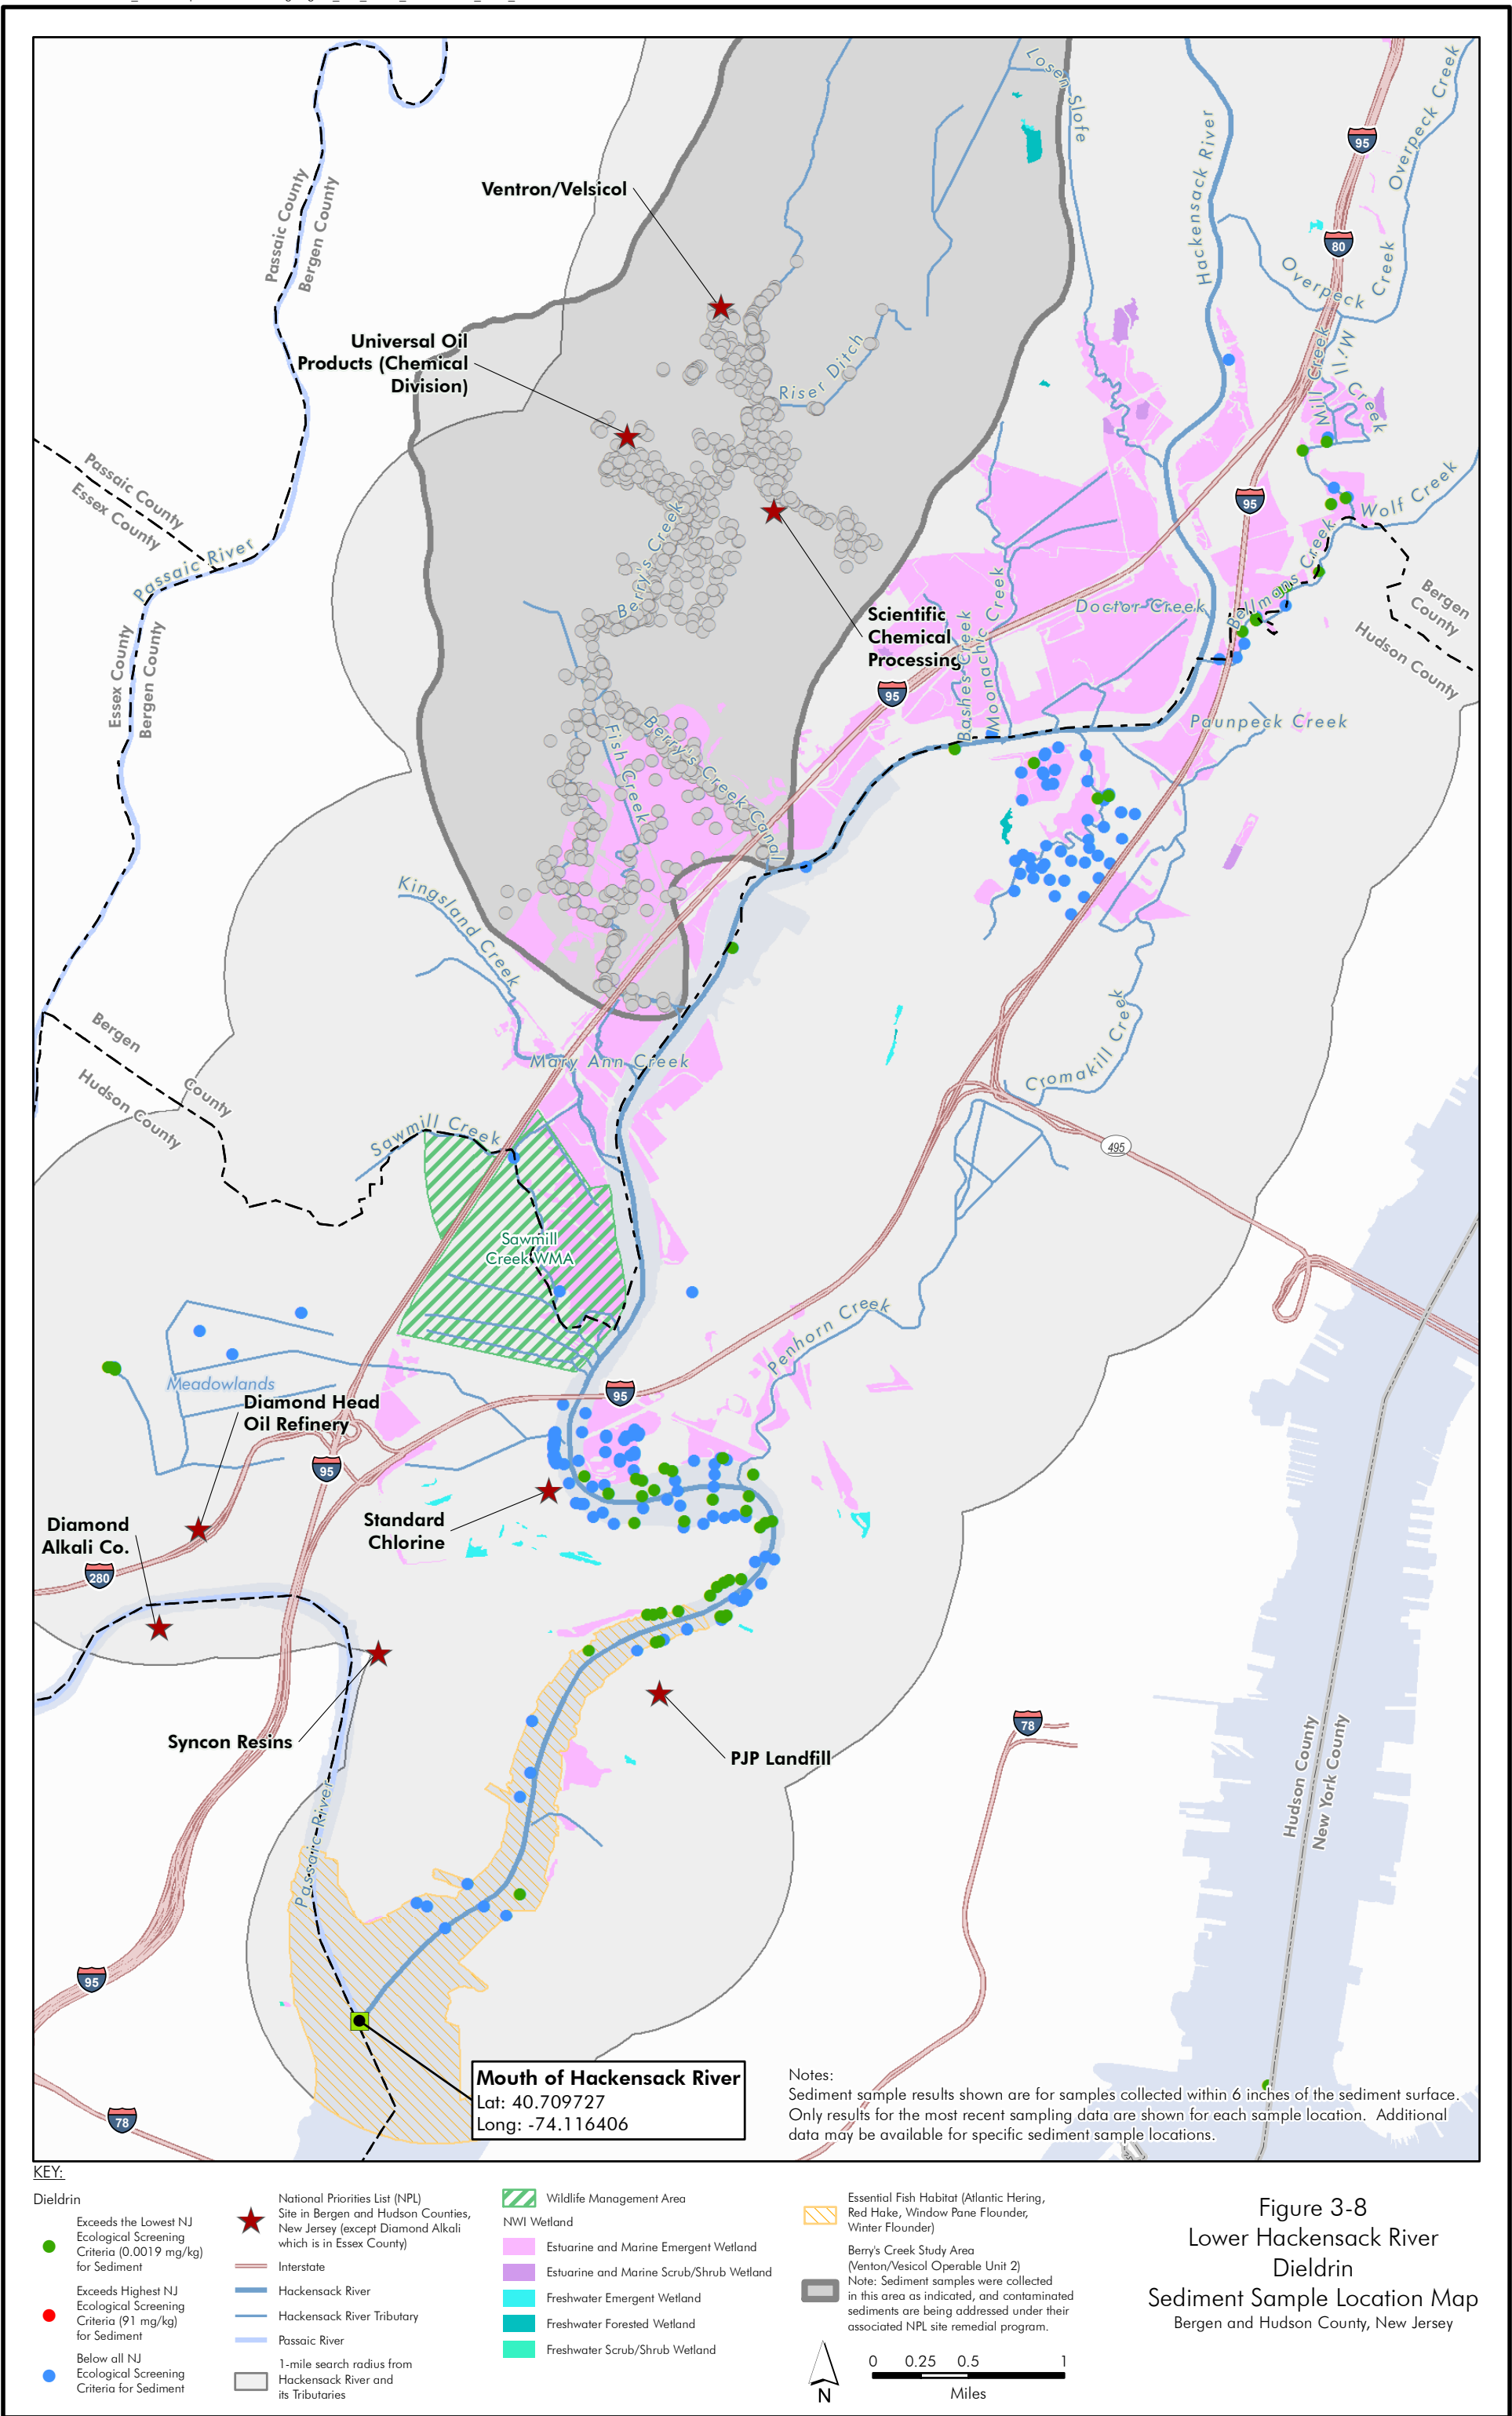 Losen Slofe
Hackensack River
95
Overpeck Creek
Ventron/Velsicol
Passaic County
Bergen County
80
Overpeck Creek
Universal Oil
Products (Chemical
Division)
Riser Ditch
Mill Creek
Mill Creek
Passaic County
Essex County
95
Wolf Creek
Passaic River
Berry's Creek
Bellmans Creek
Bergen
County
Hudson County
Scientific
Chemical
Processing
Doctor Creek
Essex County
Bergen County
Bashes Creek
Moonachie Creek
95
Paunpeck Creek
Fish Creek
Berry's Creek Canal
Kingsland Creek
Bergen
County
Hudson County
Mary Ann Creek
Cromakill Creek
Sawmill Creek
495
Sawmill
Creek WMA
Penhorn Creek
Meadowlands
Diamond Head
Oil Refinery
95
95
Standard
Chlorine
Diamond
Alkali Co.
280
Syncon Resins
PJP Landfill
78
Hudson County
New York County
Passaic River
95
Mouth of Hackensack River
Lat: 40.709727
Long: -74.116406
78
Notes:
Sediment sample results shown are for samples collected within 6 inches of the sediment surface.
Only results for the most recent sampling data are shown for each sample location. Additional
data may be available for specific sediment sample locations.
KEY:
Dieldrin
Exceeds the Lowest NJ
Ecological Screening
Criteria (0.0019 mg/kg)
for Sediment
Exceeds Highest NJ
Ecological Screening
Criteria (91 mg/kg)
for Sediment
Below all NJ
Ecological Screening
Criteria for Sediment
National Priorities List (NPL)
Site in Bergen and Hudson Counties,
New Jersey (except Diamond Alkali
which is in Essex County)
Interstate
Hackensack River
Hackensack River Tributary
Passaic River
1-mile search radius from
Hackensack River and
its Tributaries
Wildlife Management Area
NWI Wetland
Estuarine and Marine Emergent Wetland
Estuarine and Marine Scrub/Shrub Wetland
Freshwater Emergent Wetland
Freshwater Forested Wetland
Freshwater Scrub/Shrub Wetland
Essential Fish Habitat (Atlantic Hering,
Red Hake, Window Pane Flounder,
Winter Flounder)
Berry's Creek Study Area
(Venton/Vesicol Operable Unit 2)
Note: Sediment samples were collected
in this area as indicated, and contaminated
sediments are being addressed under their
associated NPL site remedial program.
N
0 0.25 0.5 1
Miles
Figure 3-8
Lower Hackensack River
Dieldrin
Sediment Sample Location Map
Bergen and Hudson County, New Jersey